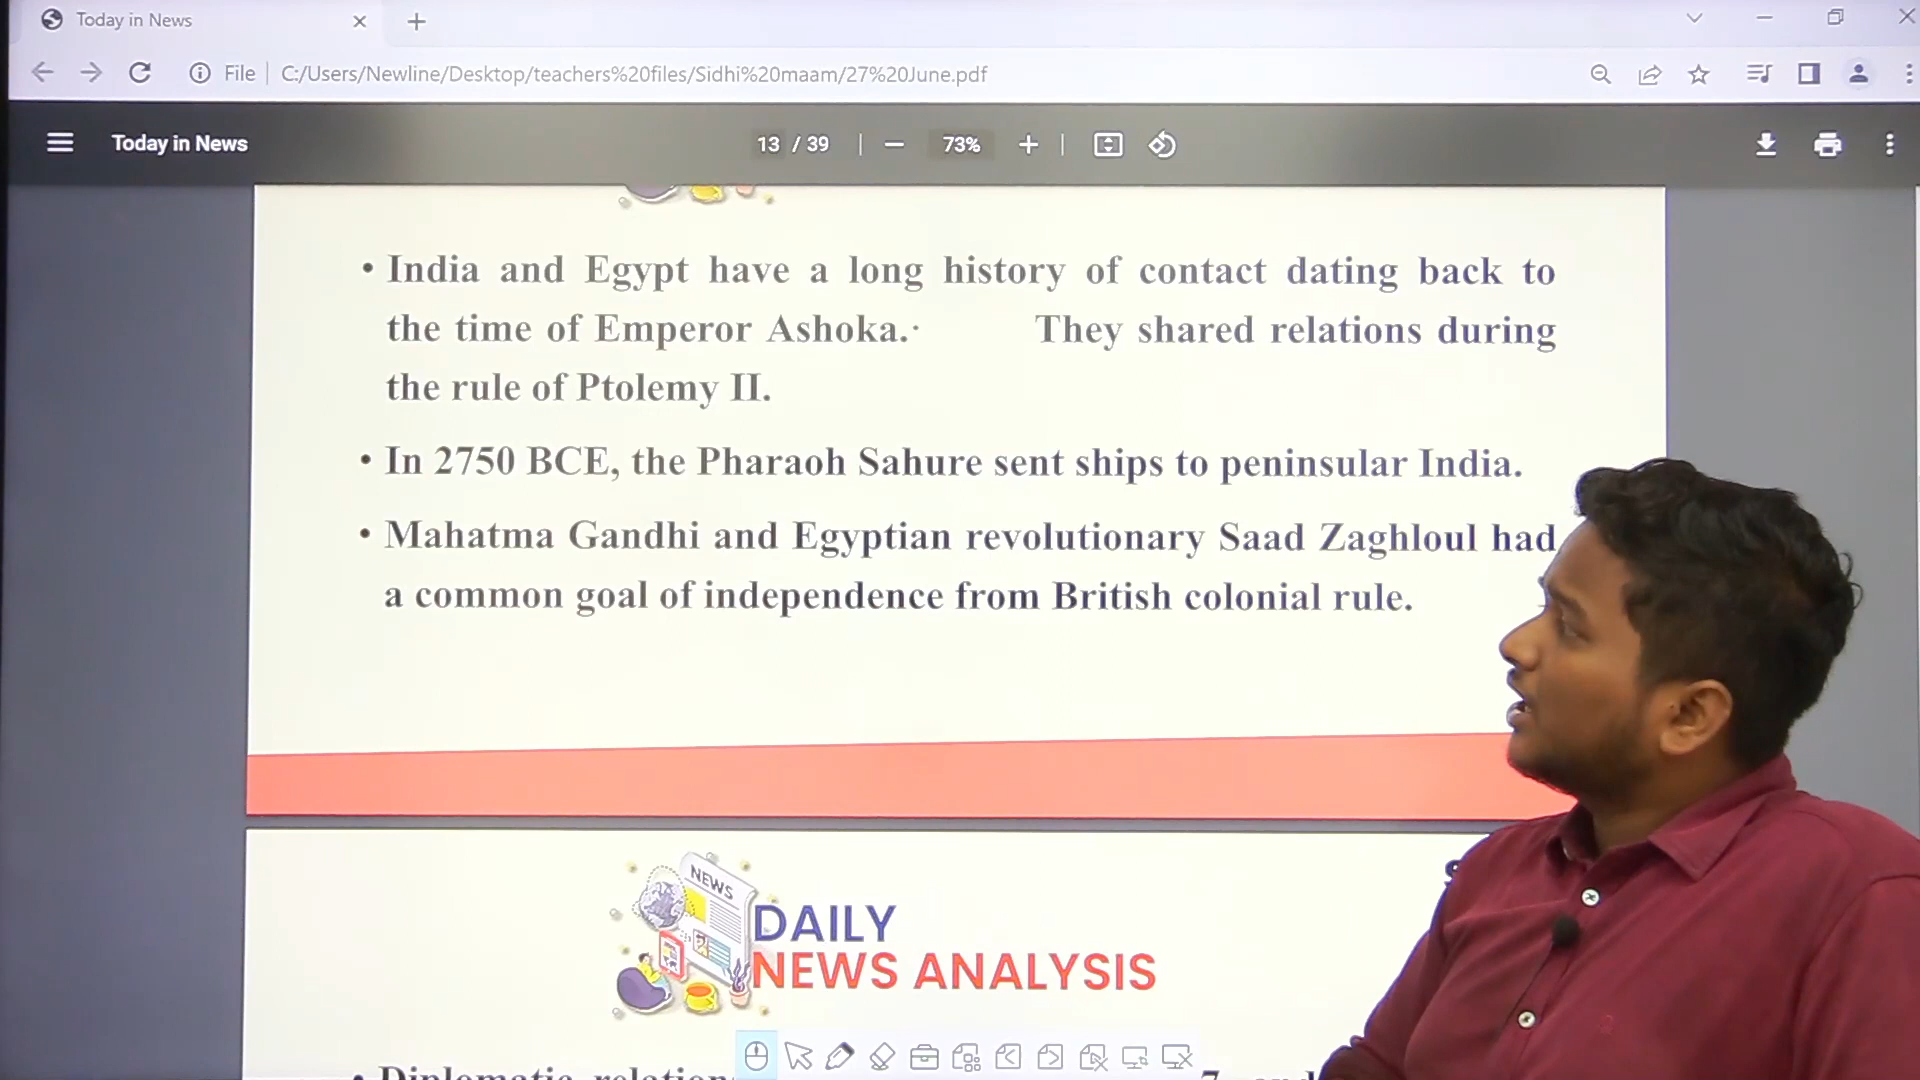 Today in News
File
C:/Users/Newline/Desktop/teachers%20files/Sidhi%20maam/27%20June.pdf
Today in News
13 / 39
73%
• India and Egypt have a long history of contact dating back to
the time of Emperor Ashoka.· They shared relations during
the rule of Ptolemy II.
• In 2750 BCE, the Pharaoh Sahure sent ships to peninsular India.
• Mahatma Gandhi and Egyptian revolutionary Saad Zaghloul had
a common goal of independence from British colonial rule.
NEWS
DAILY
NEWS ANALYSIS
• Diplomatic